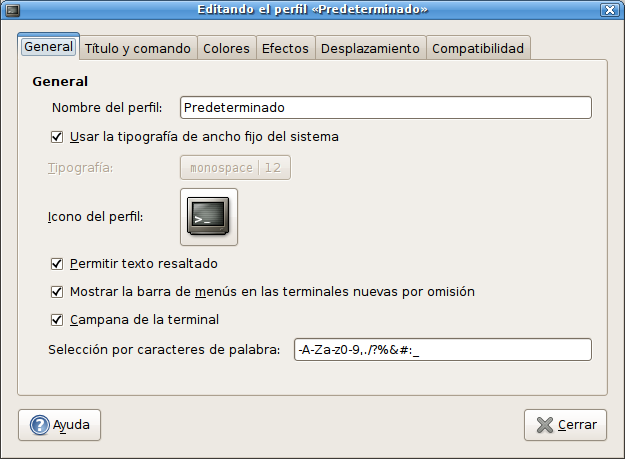 Editando el perfil «Predeterminado»
General Título y comando Colores Efectos Desplazamiento Compatibilidad
General
Nombre del perfil: Predeterminado
Usar la tipografía de ancho fijo del sistema
Tipografía: monospace 12
Icono del perfil: >_
Permitir texto resaltado
Mostrar la barra de menús en las terminales nuevas por omisión
Campana de la terminal
Selección por caracteres de palabra: -A-Za-z0-9,./?%&#:_
Ayuda Cerrar